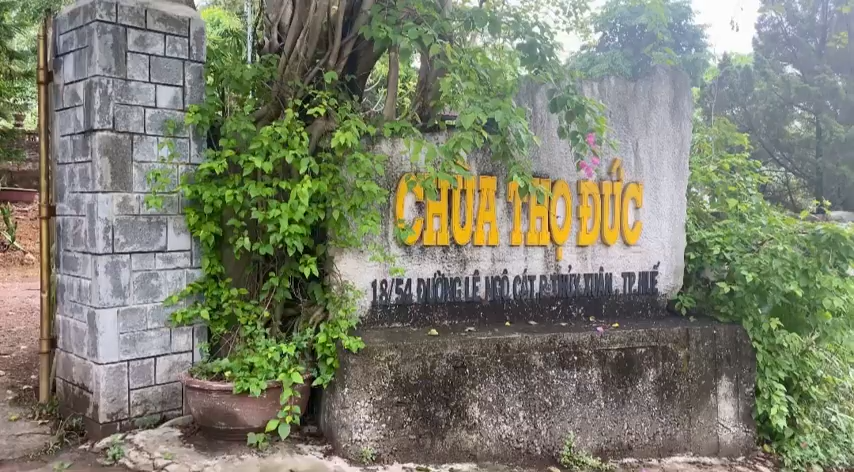 CHÙA THỌ ĐỨC
18/54 ĐƯỜNG LÊ NGÔ CÁT. P. THỦY XUÂN . TP. HUẾ